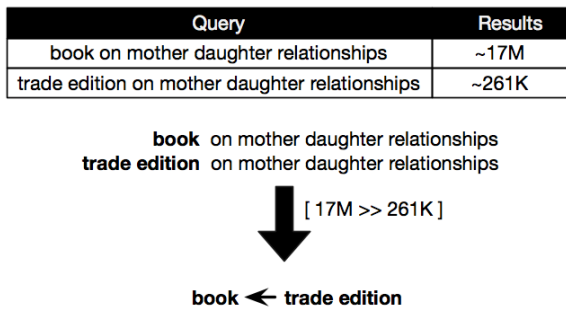 Query Results
book on mother daughter relationships ~17M
trade edition on mother daughter relationships ~261K
book on mother daughter relationships
trade edition on mother daughter relationships
[ 17M >> 261K ]
book ← trade edition